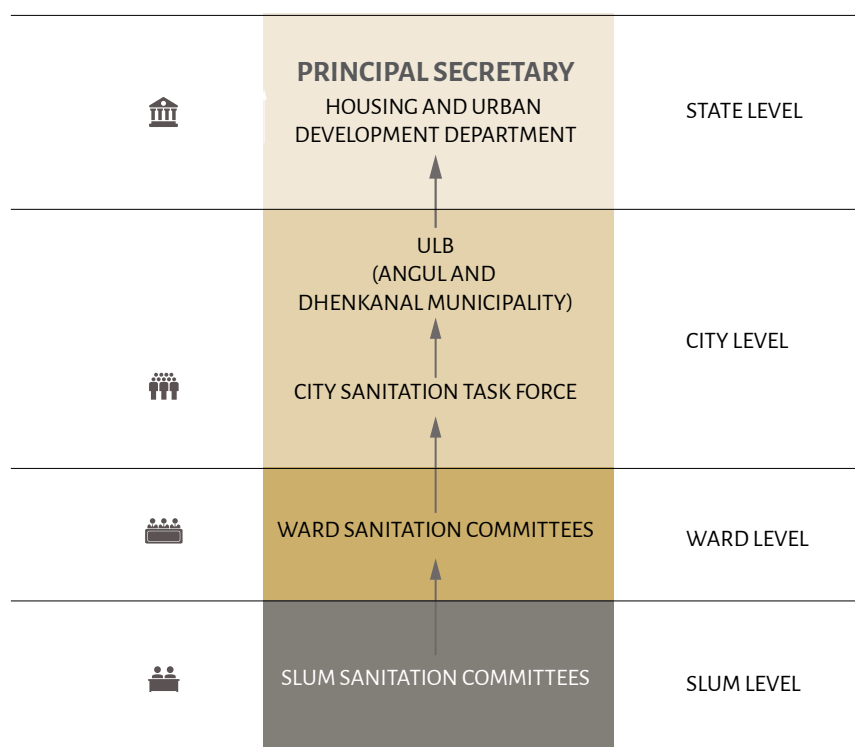 PRINCIPAL SECRETARY
HOUSING AND URBAN
DEVELOPMENT DEPARTMENT
STATE LEVEL
ULB
(ANGUL AND
DHENKANAL MUNICIPALITY)
CITY LEVEL
CITY SANITATION TASK FORCE
WARD SANITATION COMMITTEES
WARD LEVEL
SLUM SANITATION COMMITTEES
SLUM LEVEL